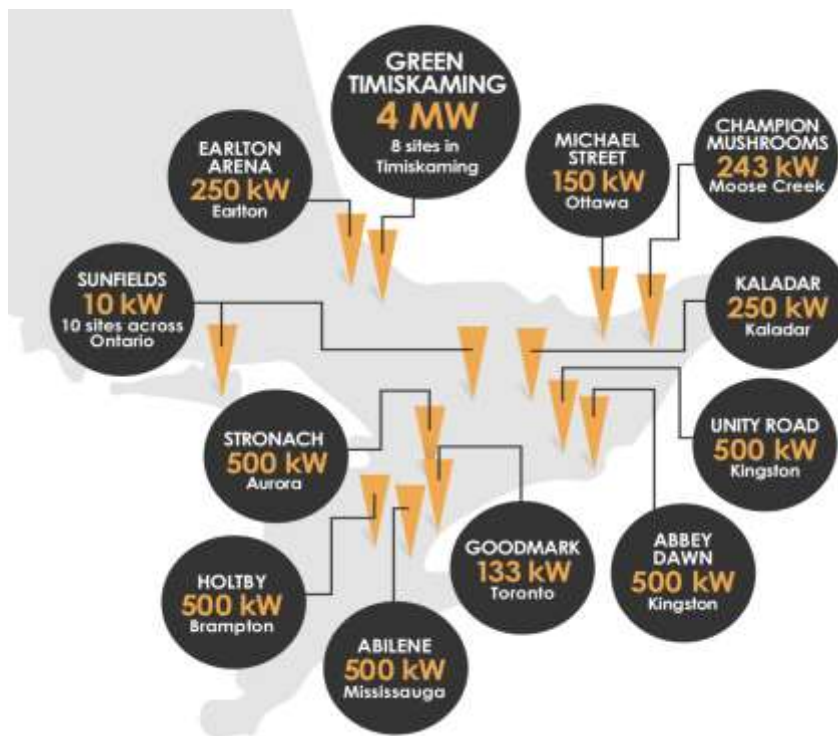 GREEN
TIMISKAMING
4 MW
8 sites in
Timiskaming
EARLTON
ARENA
250 kW
Earlton
MICHAEL
STREET
150 kW
Ottawa
CHAMPION
MUSHROOMS
243 kW
Moose Creek
SUNFIELDS
10 kW
10 sites across
Ontario
KALADAR
250 kW
Kaladar
STRONACH
500 kW
Aurora
UNITY ROAD
500 kW
Kingston
HOLTBY
500 kW
Brampton
GOODMARK
133 kW
Toronto
ABBEY
DAWN
500 kW
Kingston
ABILENE
500 kW
Mississauga